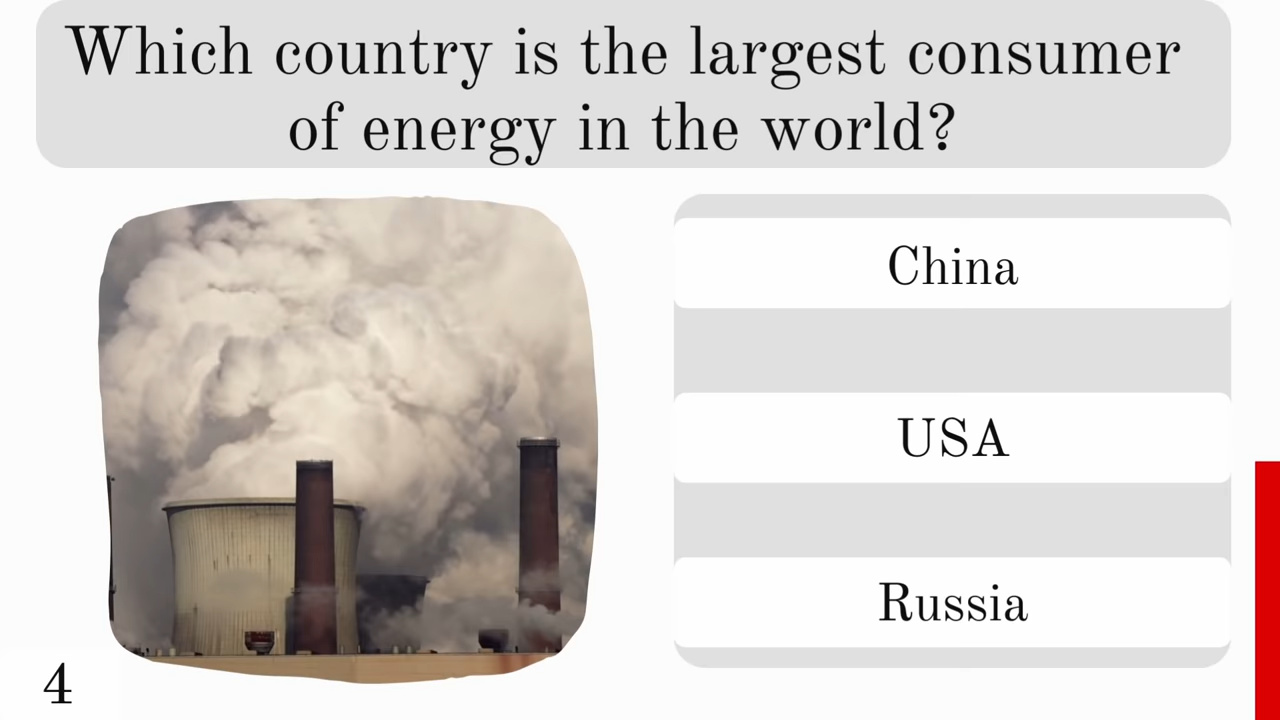 Which country is the largest consumer
of energy in the world?
China
USA
Russia
4